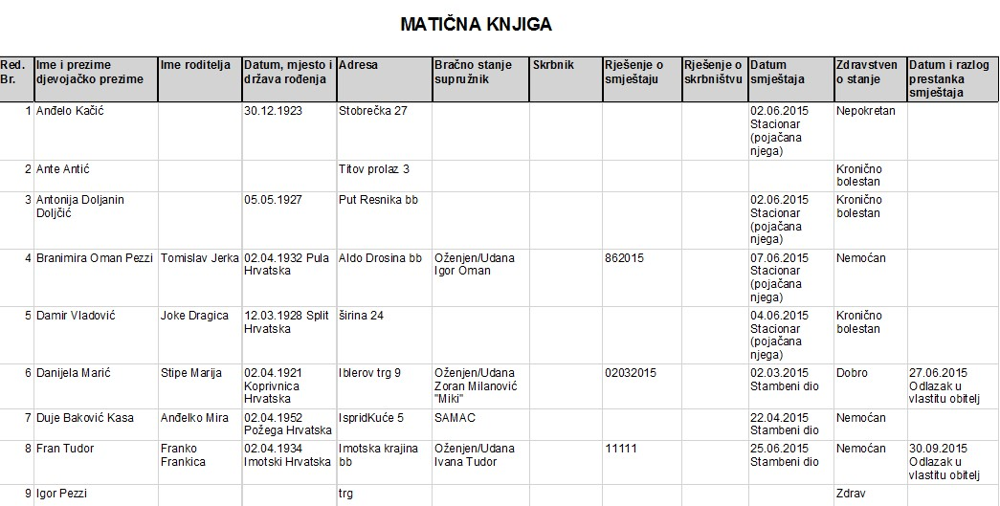 MATIČNA KNJIGA
Red. Ime i prezime Ime roditelja Datum, mjesto i Adresa Bračno stanje Skrbnik Rješenje o Rješenje o Datum Zdravstven Datum i razlog
Br. djevojačko prezime država rođenja supružnik smještaju skrbništvu smještaja o stanje prestanka
smještaja
1 Anđelo Kačić 30.12.1923 Stobrečka 27 02.06.2015 Nepokretan
Stacionar
(pojačana
njega)
2 Ante Antić Titov prolaz 3 Kronično
bolestan
3 Antonija Doljanin 05.05.1927 Put Resnika bb 02.06.2015 Kronično
Doljčić Stacionar bolestan
(pojačana
njega)
4 Branimira Oman Pezzi Tomislav Jerka 02.04.1932 Pula Aldo Drosina bb Oženjen/Udana 862015 07.06.2015 Nemoćan
Hrvatska Igor Oman Stacionar
(pojačana
njega)
5 Damir Vladović Joke Dragica 12.03.1928 Split širina 24 04.06.2015 Kronično
Hrvatska Stacionar bolestan
(pojačana
njega)
6 Danijela Marić Stipe Marija 02.04.1921 Iblerov trg 9 Oženjen/Udana 02032015 02.03.2015 Dobro 27.06.2015
Koprivnica Zoran Milanović Stambeni dio Odlazak u
Hrvatska "Miki" vlastitu obitelj
7 Duje Baković Kasa Anđelko Mira 02.04.1952 IspridKuće 5 SAMAC 22.04.2015 Nemoćan
Požega Hrvatska Stambeni dio
8 Fran Tudor Franko 02.04.1934 Imotska krajina Oženjen/Udana 11111 25.06.2015 Nemoćan 30.09.2015
Frankica Imotski Hrvatska bb Ivana Tudor Stambeni dio Odlazak u
vlastitu obitelj
9 Igor Pezzi trg Zdrav